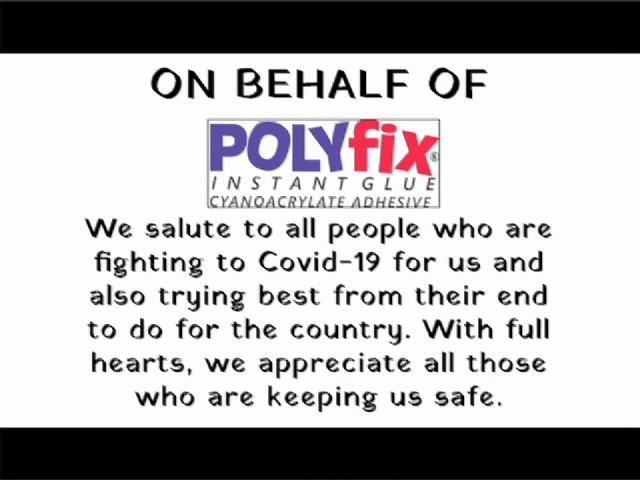 ON BEHALF OF
POLYfix®
INSTANT GLUE
CYANOACRYLATE ADHESIVE
We salute to all people who are
fighting to Covid-19 for us and
also trying best from their end
to do for the country. With full
hearts, we appreciate all those
who are keeping us safe.